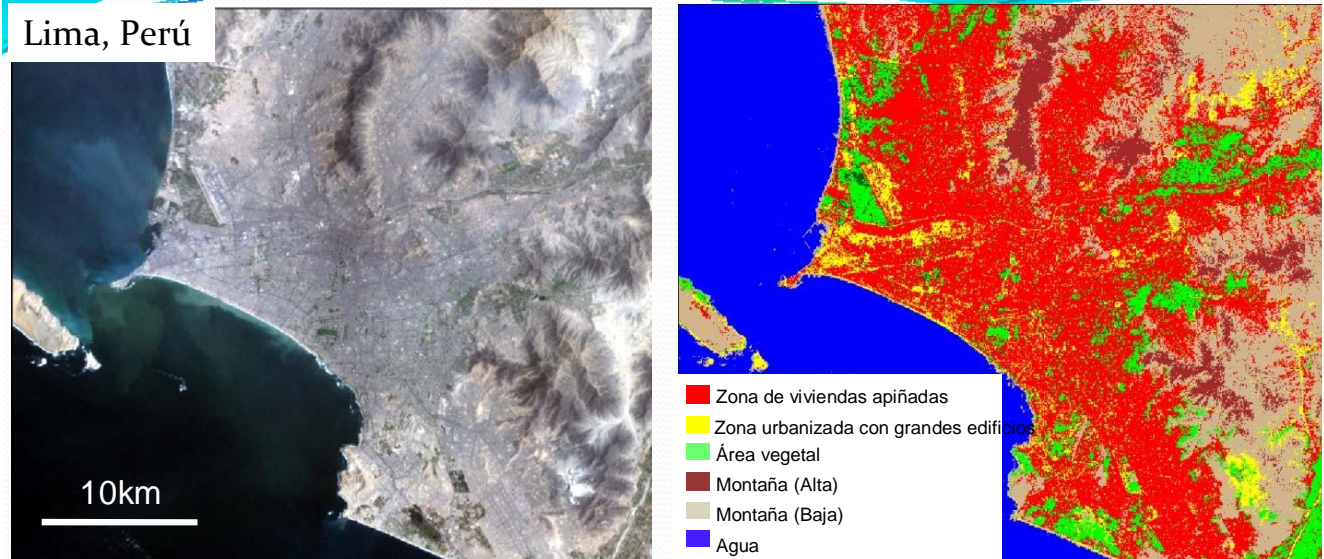 Lima, Perú
10km
Zona de viviendas apiñadas
Zona urbanizada con grandes edificios
Área vegetal
Montaña (Alta)
Montaña (Baja)
Agua